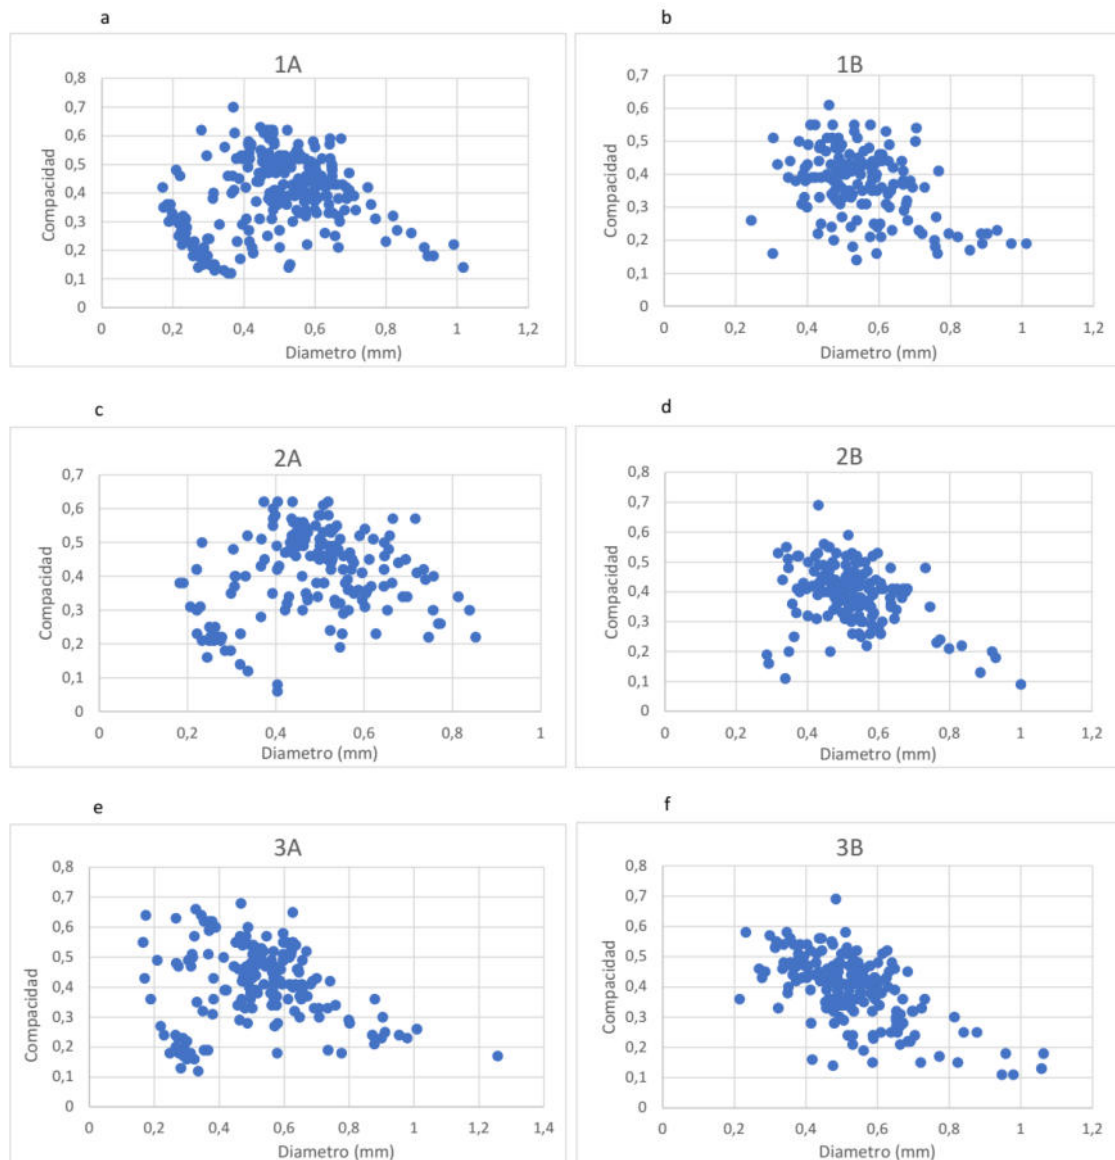 a
1A
0,8
0,7
0,6
0,5
0,4
0,3
0,2
0,1
0
Compacidad
0 0,2 0,4 0,6 0,8 1 1,2
Diametro (mm)
b
1B
0,7
0,6
0,5
0,4
0,3
0,2
0,1
0
Compacidad
0 0,2 0,4 0,6 0,8 1 1,2
Diametro (mm)
c
2A
0,7
0,6
0,5
0,4
0,3
0,2
0,1
0
Compacidad
0 0,2 0,4 0,6 0,8 1
Diametro (mm)
d
2B
0,8
0,7
0,6
0,5
0,4
0,3
0,2
0,1
0
Compacidad
0 0,2 0,4 0,6 0,8 1 1,2
Diametro (mm)
e
3A
0,8
0,7
0,6
0,5
0,4
0,3
0,2
0,1
0
Compacidad
0 0,2 0,4 0,6 0,8 1 1,2 1,4
Diametro (mm)
f
3B
0,8
0,7
0,6
0,5
0,4
0,3
0,2
0,1
0
Compacidad
0 0,2 0,4 0,6 0,8 1 1,2
Diametro (mm)